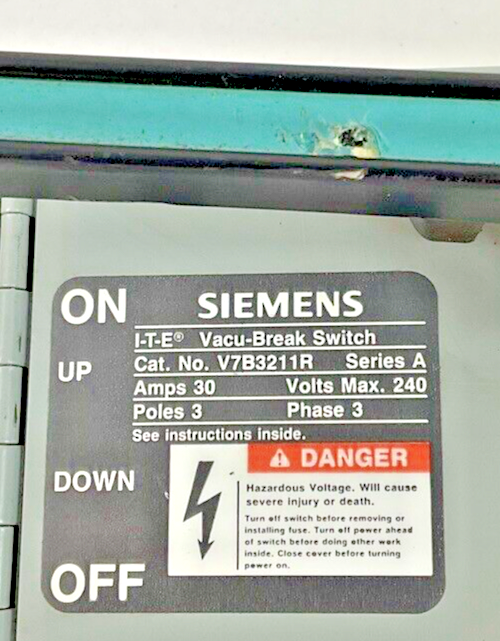 ON
SIEMENS
I-T-E® Vacu-Break Switch
Cat. No. V7B3211R Series A
UP
Amps 30 Volts Max. 240
Poles 3 Phase 3
See instructions inside.
DANGER
DOWN
Hazardous Voltage. Will cause
severe injury or death.
Turn off switch before removing or
installing fuse. Turn off power ahead
of switch before doing other work
inside. Close cover before turning
power on.
OFF